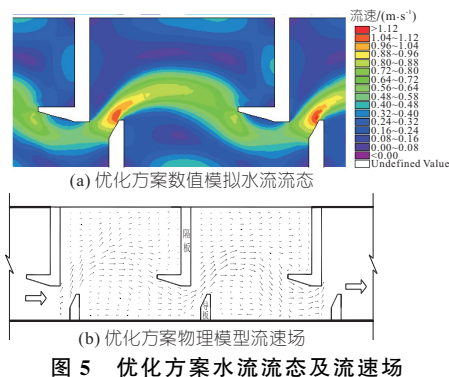 流速/(m·s⁻¹)
>1.12
1.04~1.12
0.96~1.04
0.88~0.96
0.80~0.88
0.72~0.80
0.64~0.72
0.56~0.64
0.48~0.58
0.40~0.48
0.32~0.40
0.24~0.32
0.16~0.24
0.08~0.16
0.00~0.08
<0.00
Undefined Value
(a) 优化方案数值模拟水流流态
隔板
导板
(b) 优化方案物理模型流速场
图 5 优化方案水流流态及流速场